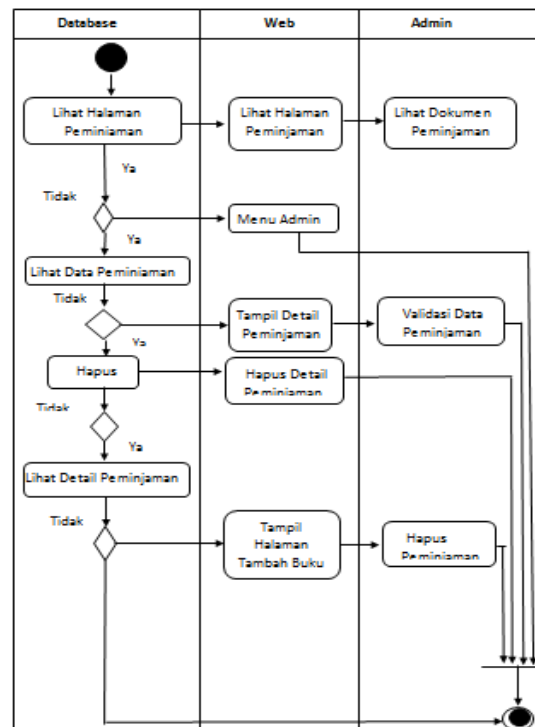 Database
Web
Admin
Lihat Halaman
Peminjaman
Lihat Halaman
Peminjaman
Lihat Dokumen
Peminjaman
Ya
Tidak
Menu Admin
Ya
Lihat Data Peminjaman
Tidak
Tampil Detail
Peminjaman
Validasi Data
Peminjaman
Ya
Hapus
Hapus Detail
Peminjaman
Tidak
Ya
Lihat Detail Peminjaman
Tidak
Tampil
Halaman
Tambah Buku
Hapus
Peminjaman